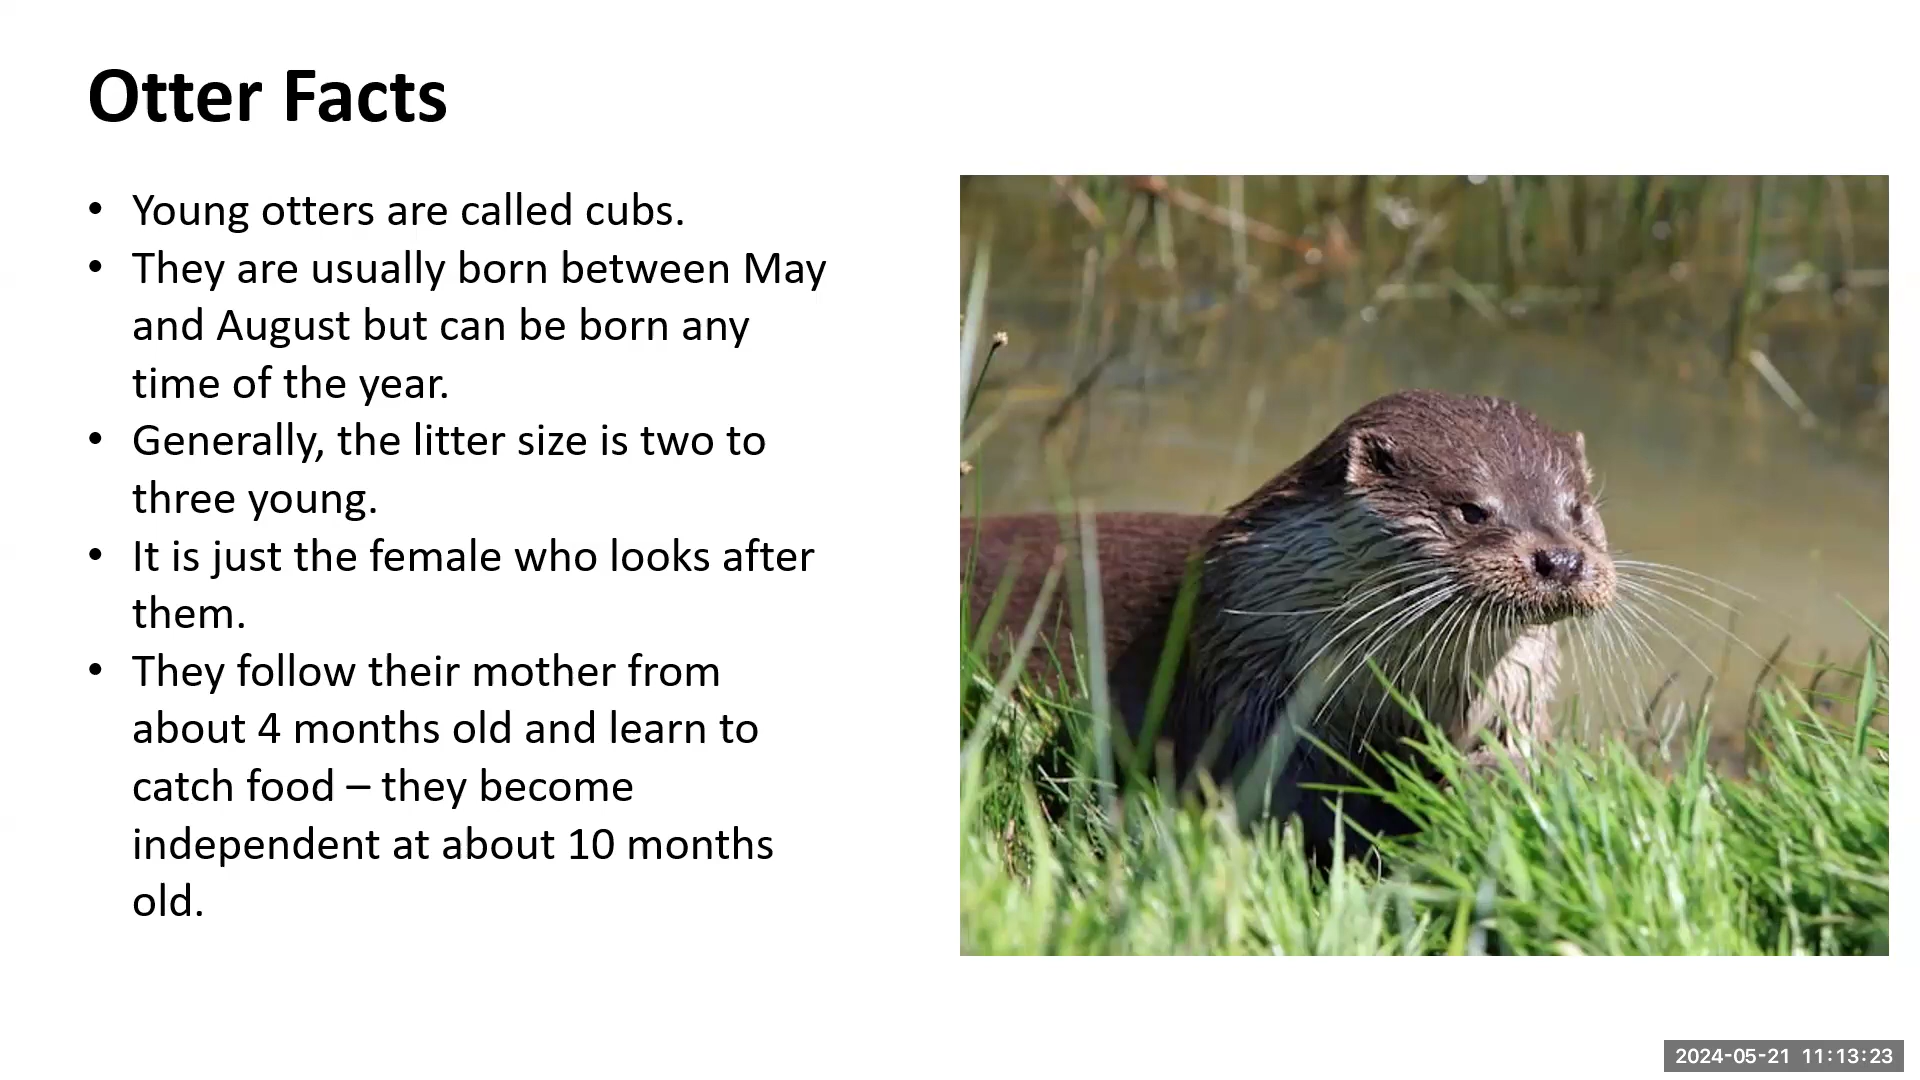 Otter Facts
• Young otters are called cubs.
• They are usually born between May
and August but can be born any
time of the year.
• Generally, the litter size is two to
three young.
• It is just the female who looks after
them.
• They follow their mother from
about 4 months old and learn to
catch food – they become
independent at about 10 months
old.
2024-05-21 11:13:23